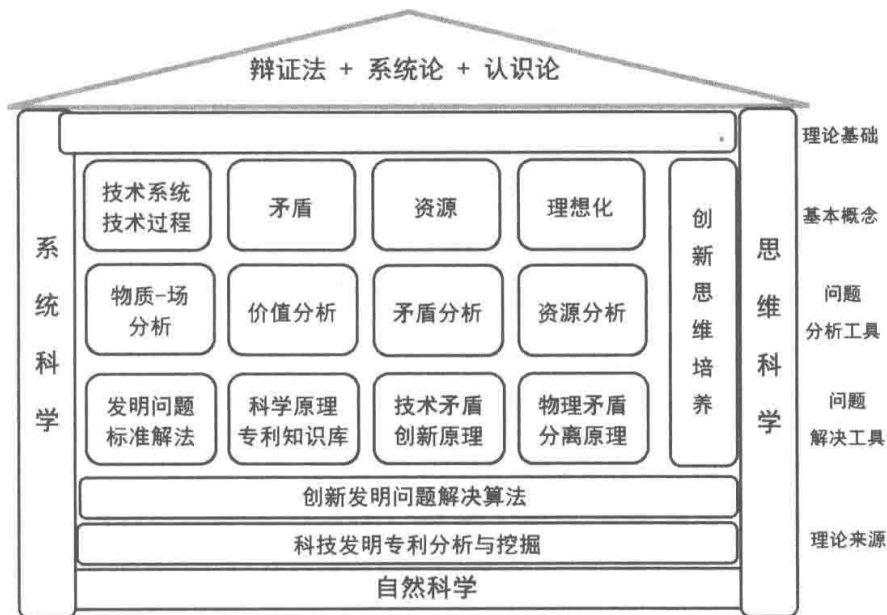 辩证法 + 系统论 + 认识论
理论基础
技术系统
技术过程
矛盾
资源
理想化
基本概念
物质-场
分析
价值分析
矛盾分析
资源分析
问题
分析工具
发明问题
标准解法
科学原理
专利知识库
技术矛盾
创新原理
物理矛盾
分离原理
问题
解决工具
创新思维培养
系统科学
思维科学
创新发明问题解决算法
科技发明专利分析与挖掘
理论来源
自然科学